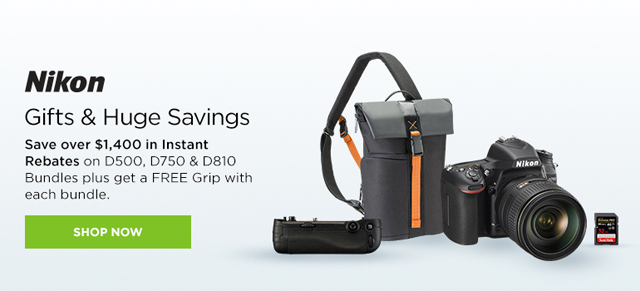 Nikon
Gifts & Huge Savings
Save over $1,400 in Instant
Rebates on D500, D750 & D810
Bundles plus get a FREE Grip with
each bundle.
SHOP NOW
Nikon
SanDisk